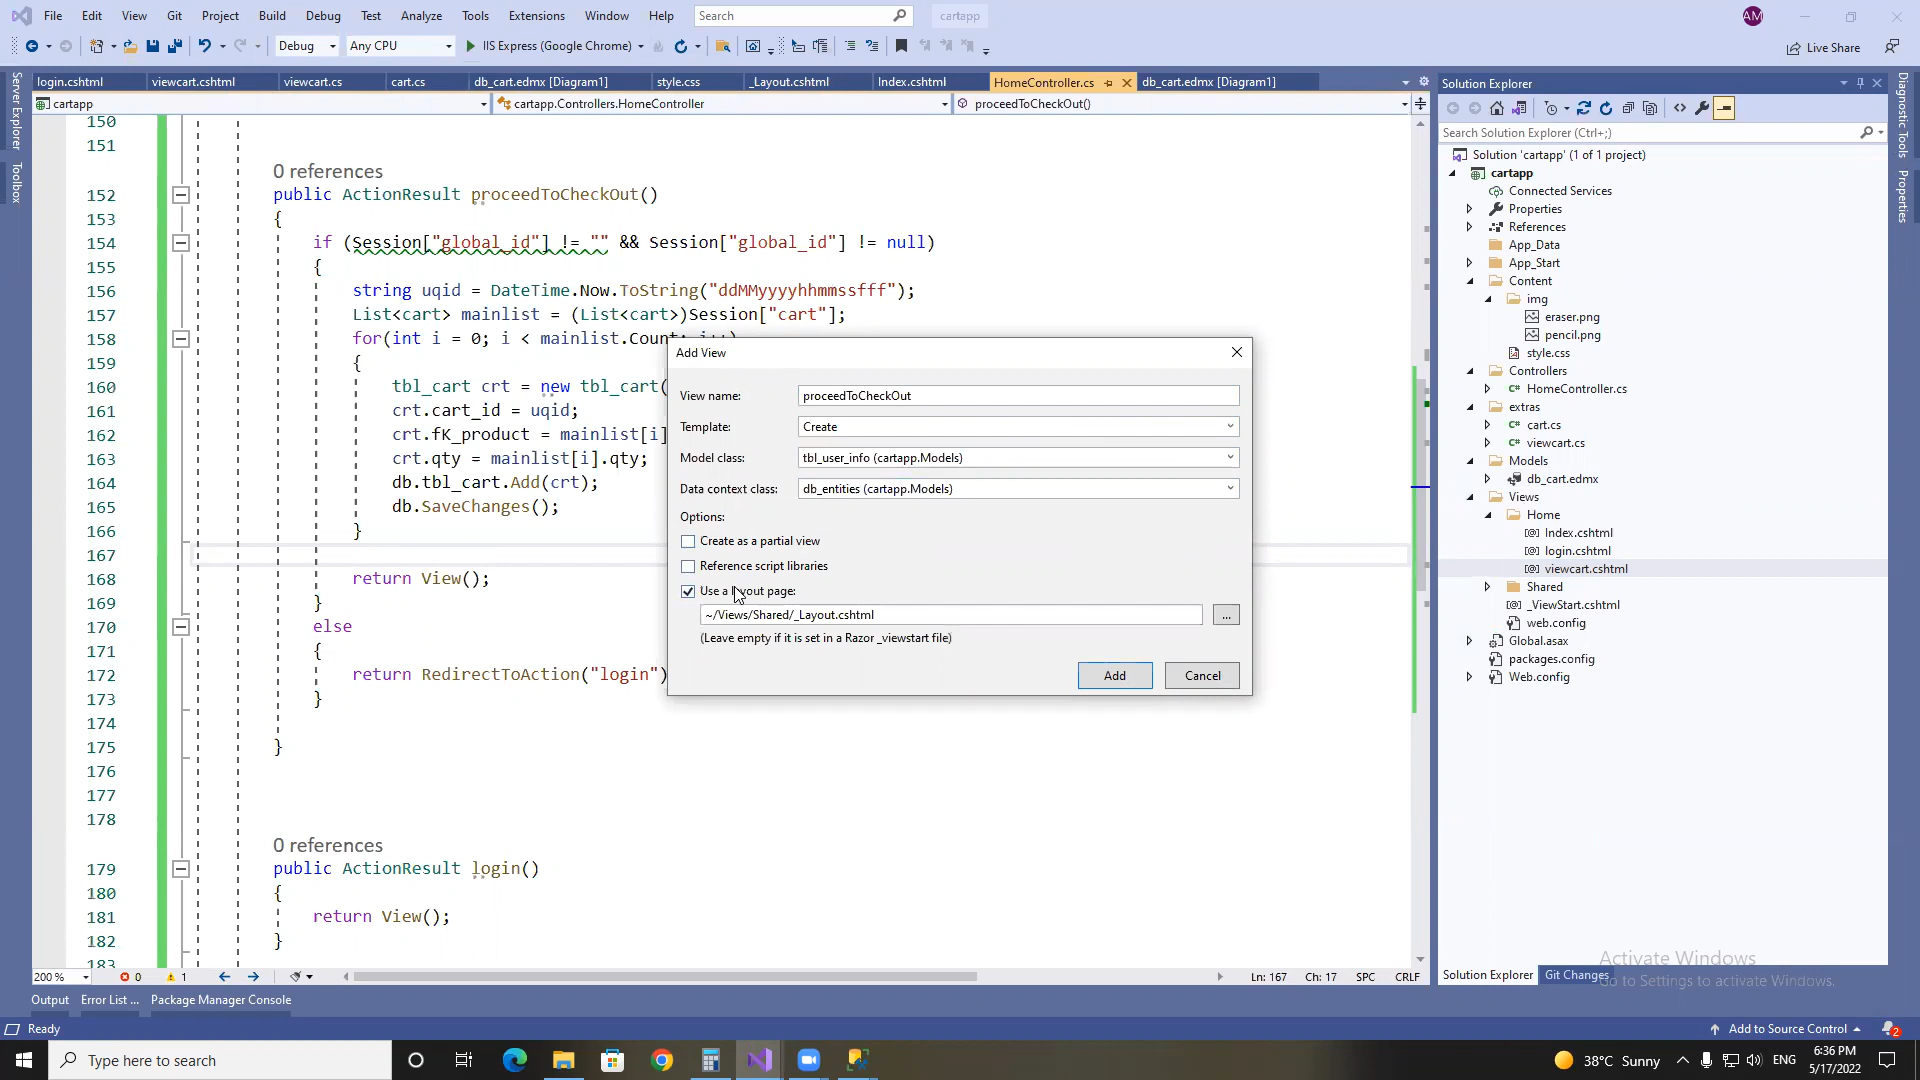 File Edit View Git Project Build Debug Test Analyze Tools Extensions Window Help Search cartapp AM
Debug Any CPU IIS Express (Google Chrome) Live Share
login.cshtml viewcart.cshtml viewcart.cs cart.cs db_cart.edmx [Diagram1] style.css _Layout.cshtml Index.cshtml HomeController.cs db_cart.edmx [Diagram1]
cartapp cartapp.Controllers.HomeController proceedToCheckOut()
Server Explorer
Toolbox
150
151
0 references
152 public ActionResult proceedToCheckOut()
153 {
154 if (Session["global_id"] != "" && Session["global_id"] != null)
155 {
156 string uqid = DateTime.Now.ToString("ddMMyyyyhhmmssfff");
157 List<cart> mainlist = (List<cart>)Session["cart"];
158 for(int i = 0; i < mainlist.Count; i++)
159 {
160 tbl_cart crt = new tbl_cart(
161 crt.cart_id = uqid;
162 crt.fK_product = mainlist[i]
163 crt.qty = mainlist[i].qty;
164 db.tbl_cart.Add(crt);
165 db.SaveChanges();
166 }
167
168 return View();
169 }
170 else
171 {
172 return RedirectToAction("login")
173 }
174
175 }
176
177
178
0 references
179 public ActionResult login()
180 {
181 return View();
182 }
183
Add View
View name: proceedToCheckOut
Template: Create
Model class: tbl_user_info (cartapp.Models)
Data context class: db_entities (cartapp.Models)
Options:
Create as a partial view
Reference script libraries
Use a layout page:
~/Views/Shared/_Layout.cshtml ...
(Leave empty if it is set in a Razor _viewstart file)
Add Cancel
Solution Explorer
Search Solution Explorer (Ctrl+;)
Solution 'cartapp' (1 of 1 project)
cartapp
Connected Services
Properties
References
App_Data
App_Start
Content
img
eraser.png
pencil.png
style.css
Controllers
HomeController.cs
extras
cart.cs
viewcart.cs
Models
db_cart.edmx
Views
Home
Index.cshtml
login.cshtml
viewcart.cshtml
Shared
_ViewStart.cshtml
web.config
Global.asax
packages.config
Web.config
Diagnostic Tools
Properties
Activate Windows
Go to Settings to activate Windows.
Solution Explorer Git Changes
200 % 0 1 Ln: 167 Ch: 17 SPC CRLF
Output Error List ... Package Manager Console
Ready Add to Source Control 2
Type here to search 38°C Sunny ENG 6:36 PM
5/17/2022